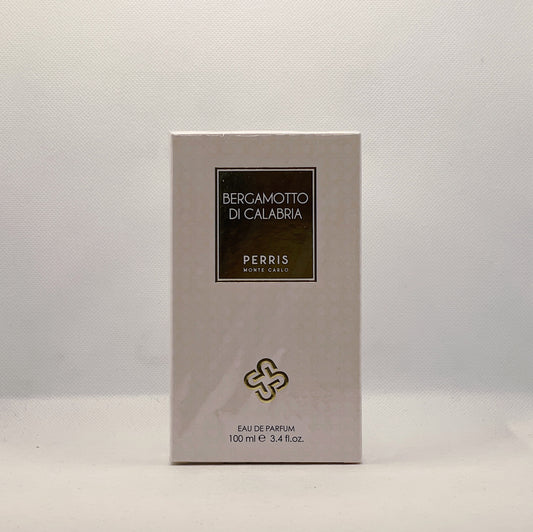 BERGAMOTTO
DI CALABRIA
PERRIS
MONTE CARLO
EAU DE PARFUM
100 ml ℮ 3.4 fl.oz.